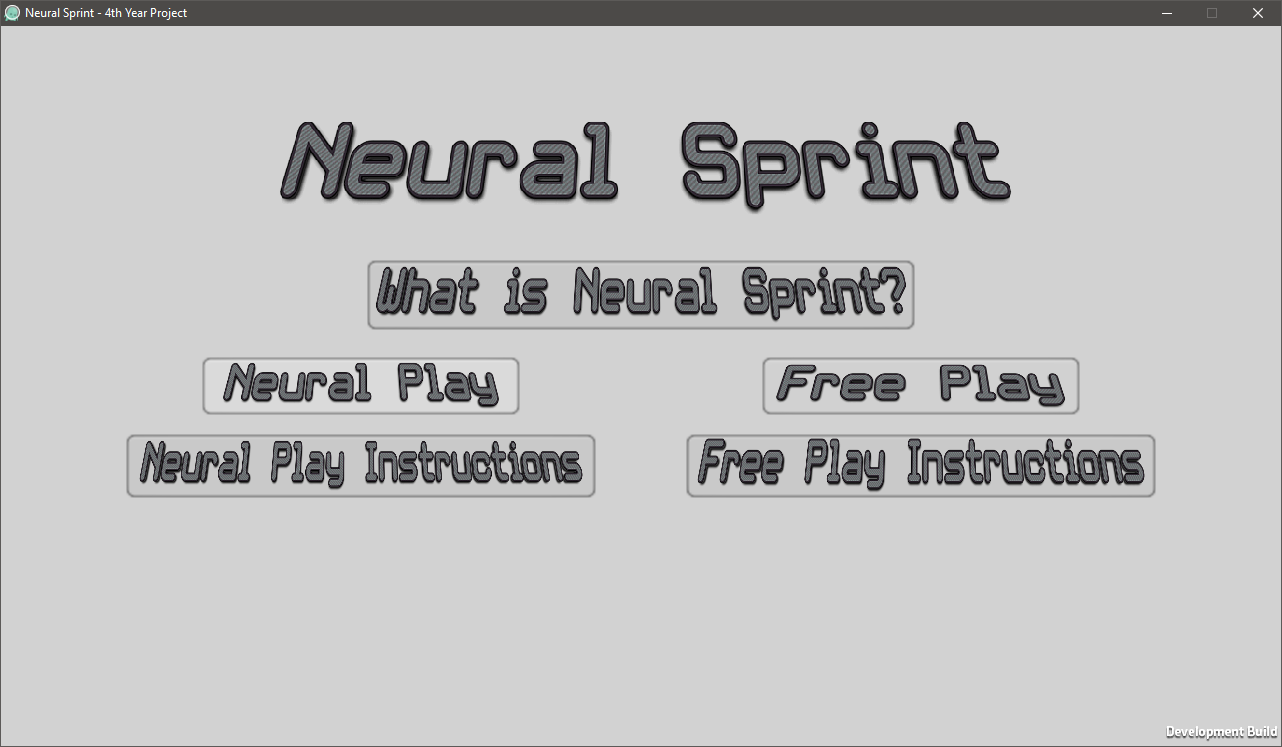 Neural Sprint - 4th Year Project
Neural Sprint
What is Neural Sprint?
Neural Play
Free Play
Neural Play Instructions
Free Play Instructions
Development Build